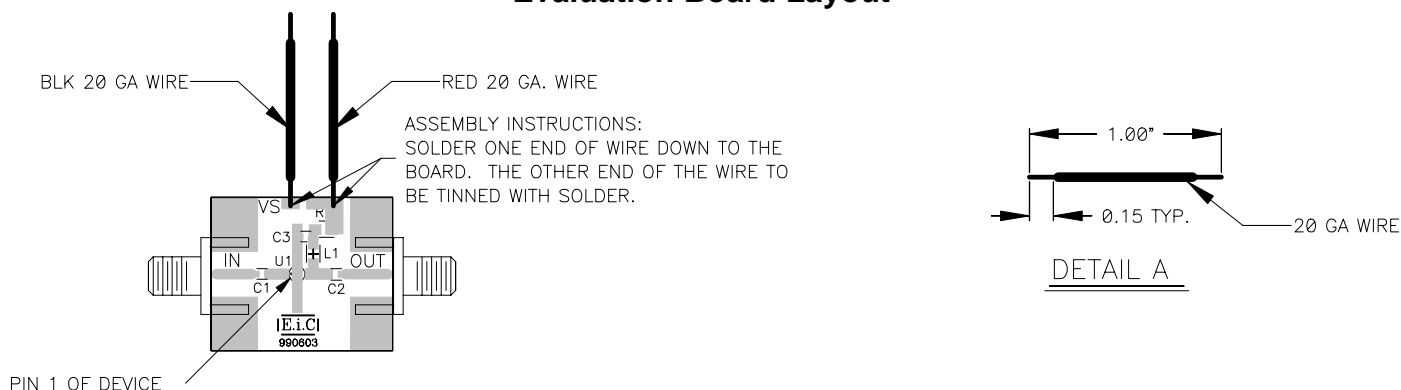 Evaluation Board Layout
BLK 20 GA WIRE
RED 20 GA. WIRE
ASSEMBLY INSTRUCTIONS:
SOLDER ONE END OF WIRE DOWN TO THE
BOARD. THE OTHER END OF THE WIRE TO
BE TINNED WITH SOLDER.
VS
R
C3
L1
IN
U1
OUT
C1
C2
E.i.C
990603
PIN 1 OF DEVICE
1.00"
0.15 TYP.
20 GA WIRE
DETAIL A